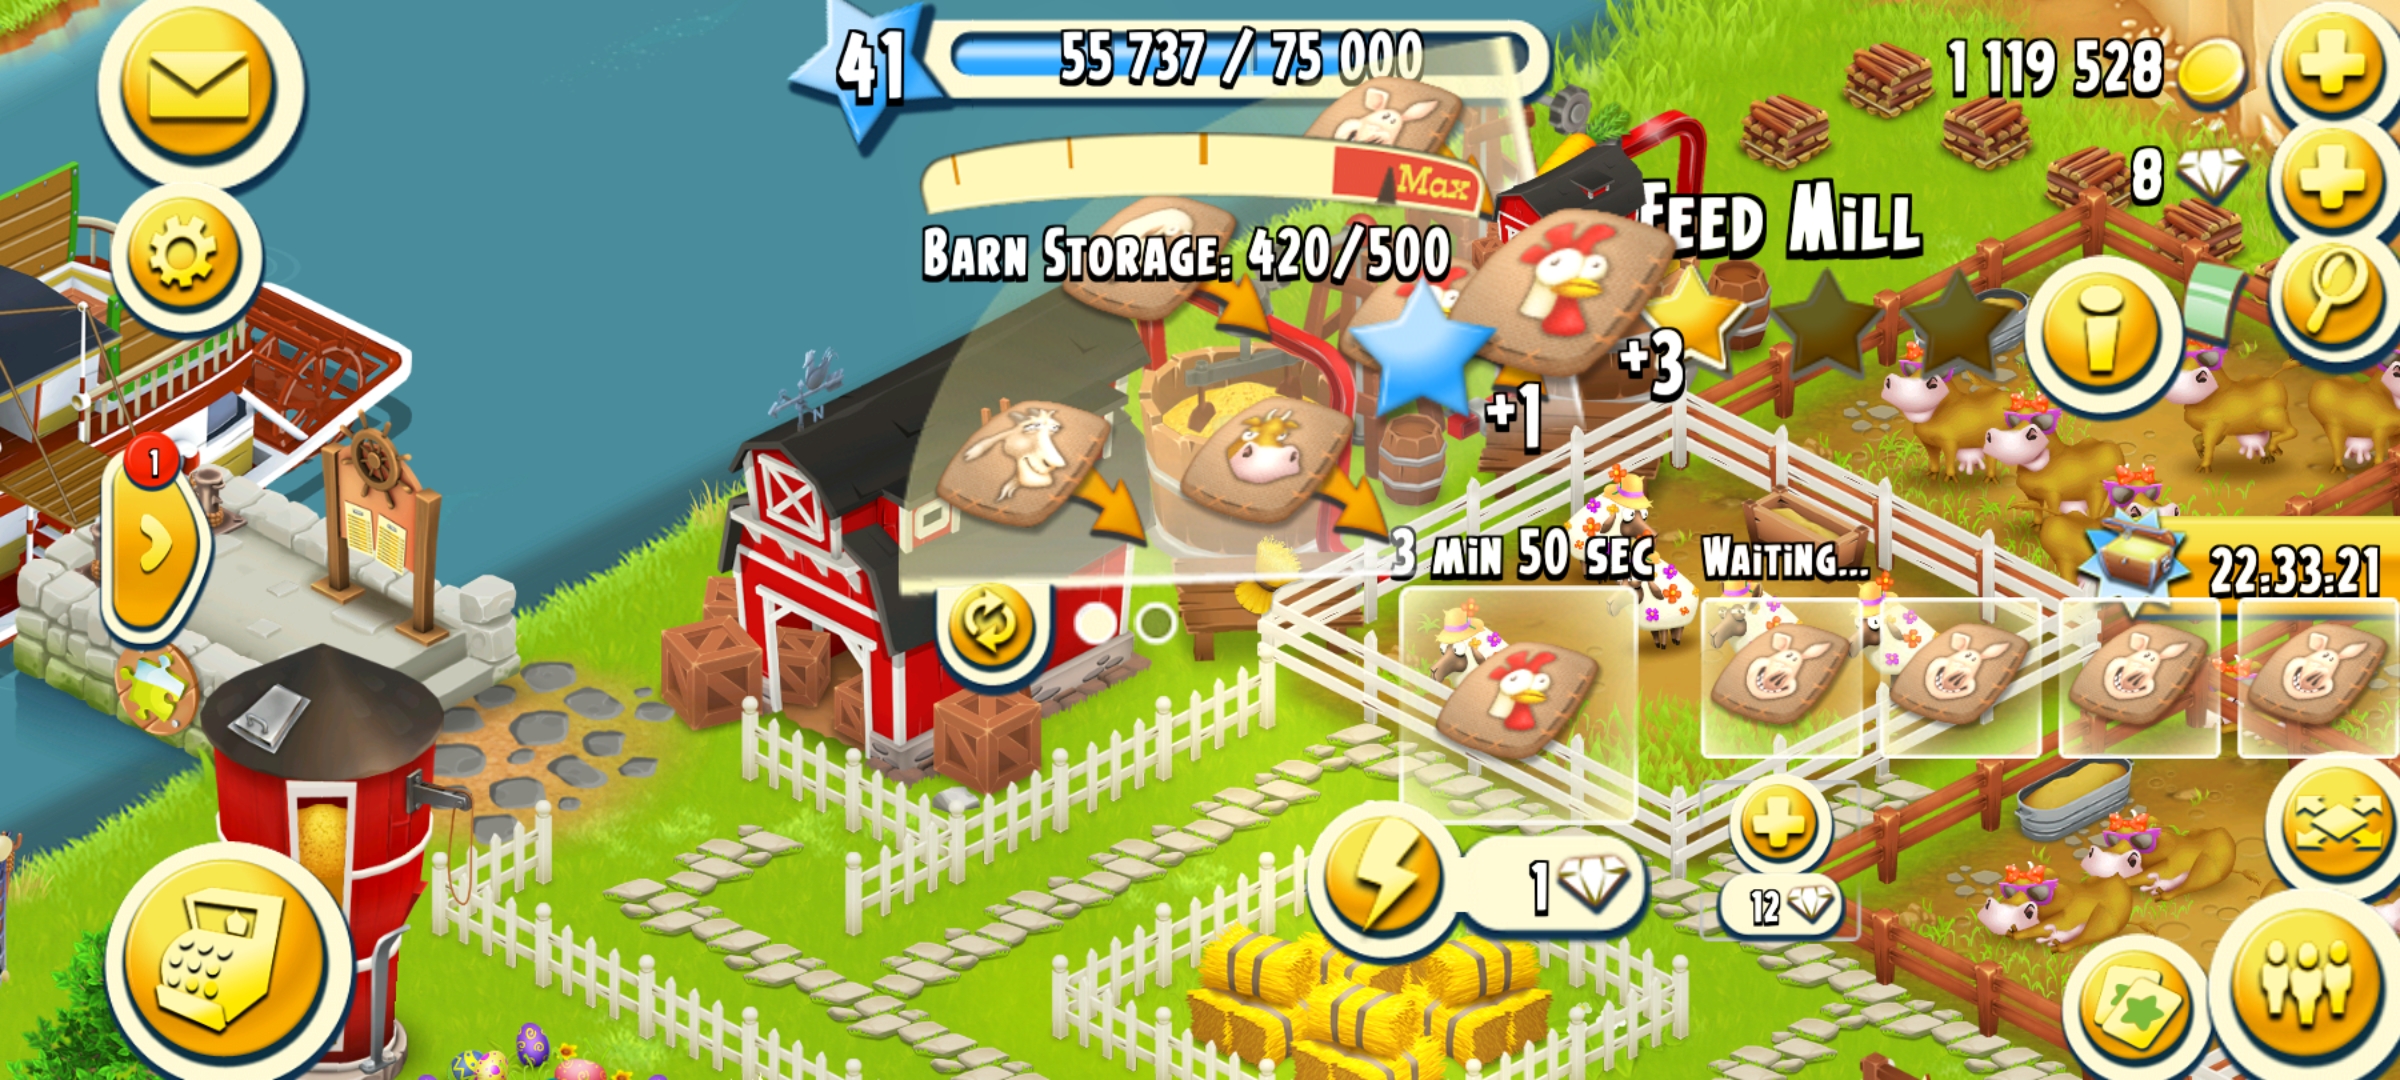 41
55 737 / 75 000
1 119 528
8
Max
BARN STORAGE: 420/500
FEED MILL
+3
+1
1
3 MIN 50 SEC
WAITING...
22:33:21
1
12
N